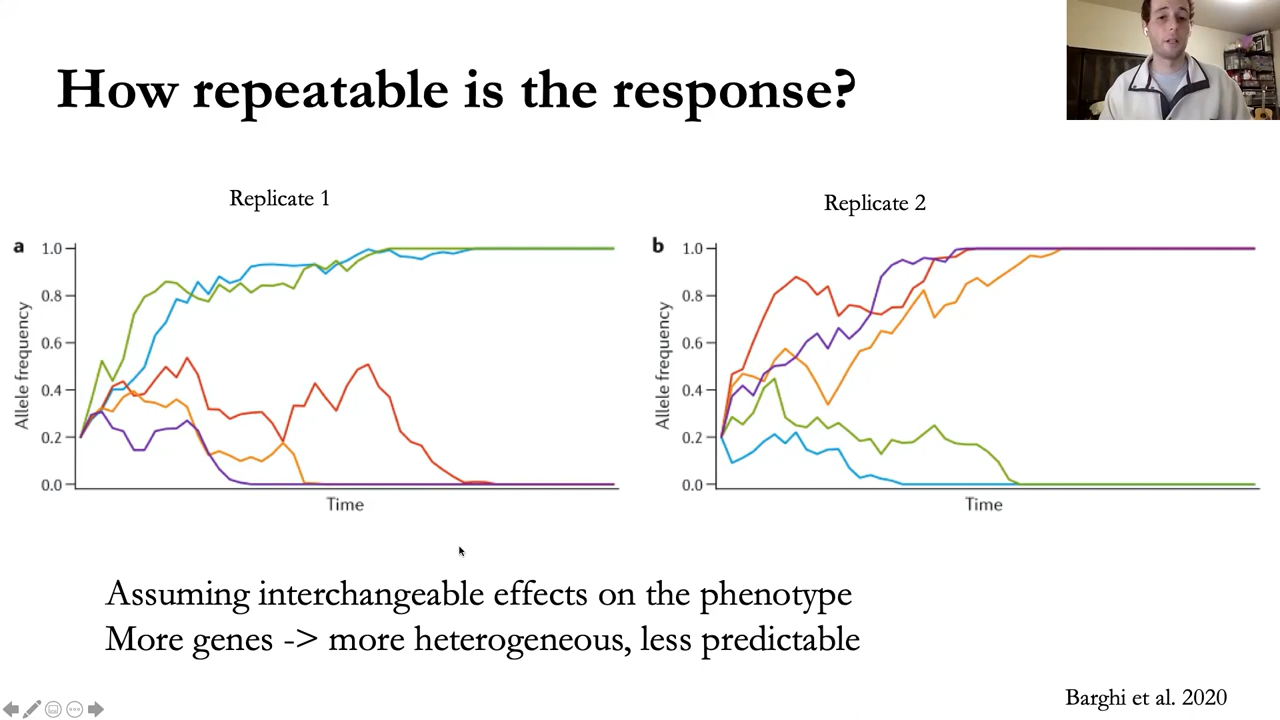 How repeatable is the response?
Replicate 1
Replicate 2
a
1.0
0.8
0.6
0.4
0.2
0.0
Allele frequency
Time
b
1.0
0.8
0.6
0.4
0.2
0.0
Allele frequency
Time
Assuming interchangeable effects on the phenotype
More genes -> more heterogeneous, less predictable
Barghi et al. 2020